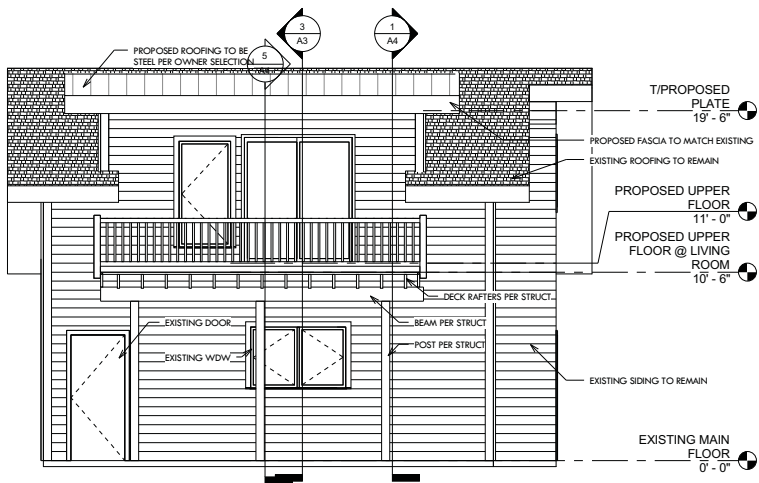 3
A3
1
A4
5
PROPOSED ROOFING TO BE
STEEL PER OWNER SELECTION
T/PROPOSED
PLATE
19' - 6"
PROPOSED FASCIA TO MATCH EXISTING
EXISTING ROOFING TO REMAIN
PROPOSED UPPER
FLOOR
11' - 0"
PROPOSED UPPER
FLOOR @ LIVING
ROOM
10' - 6"
DECK RAFTERS PER STRUCT
EXISTING DOOR
BEAM PER STRUCT
EXISTING WDW
POST PER STRUCT
EXISTING SIDING TO REMAIN
EXISTING MAIN
FLOOR
0' - 0"